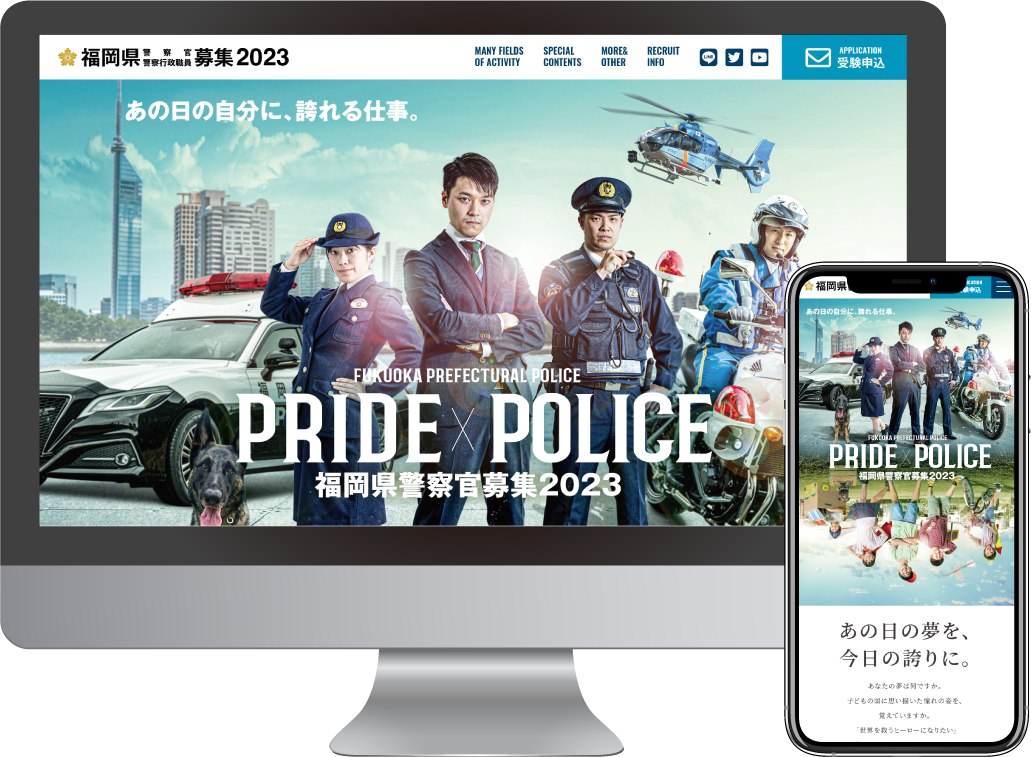 福岡県 警察官 警察行政職員 募集2023
MANY FIELDS
OF ACTIVITY
SPECIAL
CONTENTS
MORE&
OTHER
RECRUIT
INFO
LINE
APPLICATION
受験申込
あの日の自分に、誇れる仕事。
福岡県
FUKUOKA PREFECTURAL POLICE
PRIDE × POLICE
福岡県警察官募集2023
福岡県
あの日の自分に、誇れる仕事。
FUKUOKA PREFECTURAL POLICE
PRIDE POLICE
福岡県警察官募集2023
あの日の夢を、
今日の誇りに。
あなたの夢は何ですか。
子どもの頃に思い描いた憧れの姿を、
覚えていますか。
「世界を救うヒーローになりたい」